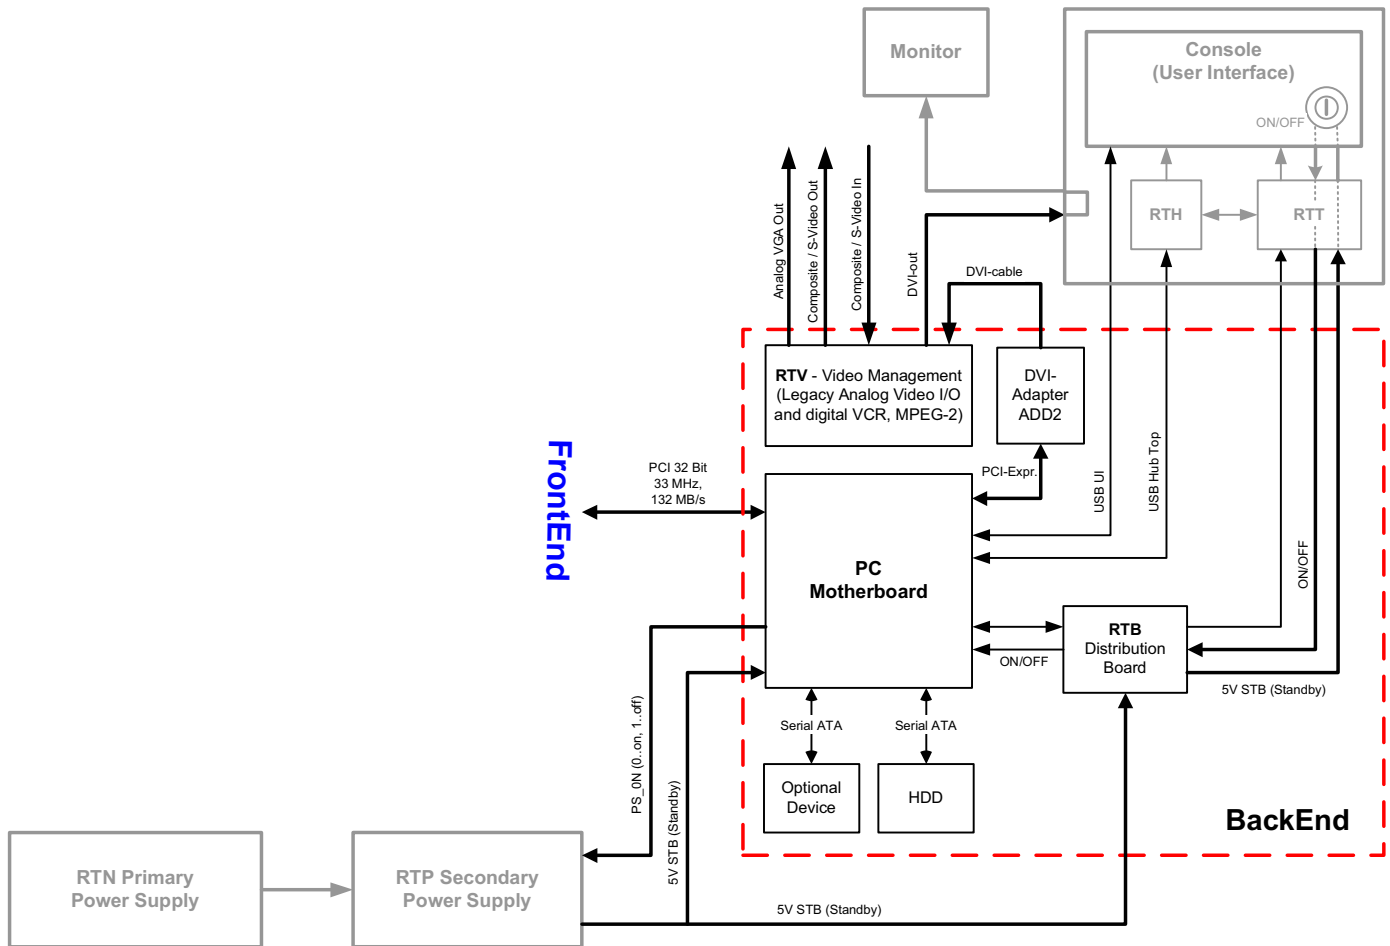 Monitor
Console
(User Interface)
ON/OFF
RTH
RTT
Analog VGA Out
Composite / S-Video Out
Composite / S-Video In
DVI-out
DVI-cable
RTV - Video Management
(Legacy Analog Video I/O
and digital VCR, MPEG-2)
DVI-
Adapter
ADD2
PCI-Expr.
USB UI
USB Hub Top
ON/OFF
FrontEnd
PCI 32 Bit
33 MHz,
132 MB/s
PC
Motherboard
RTB
Distribution
Board
ON/OFF
5V STB (Standby)
Serial ATA
Serial ATA
Optional
Device
HDD
BackEnd
PS_0N (0..on, 1..off)
5V STB (Standby)
RTN Primary
Power Supply
RTP Secondary
Power Supply
5V STB (Standby)